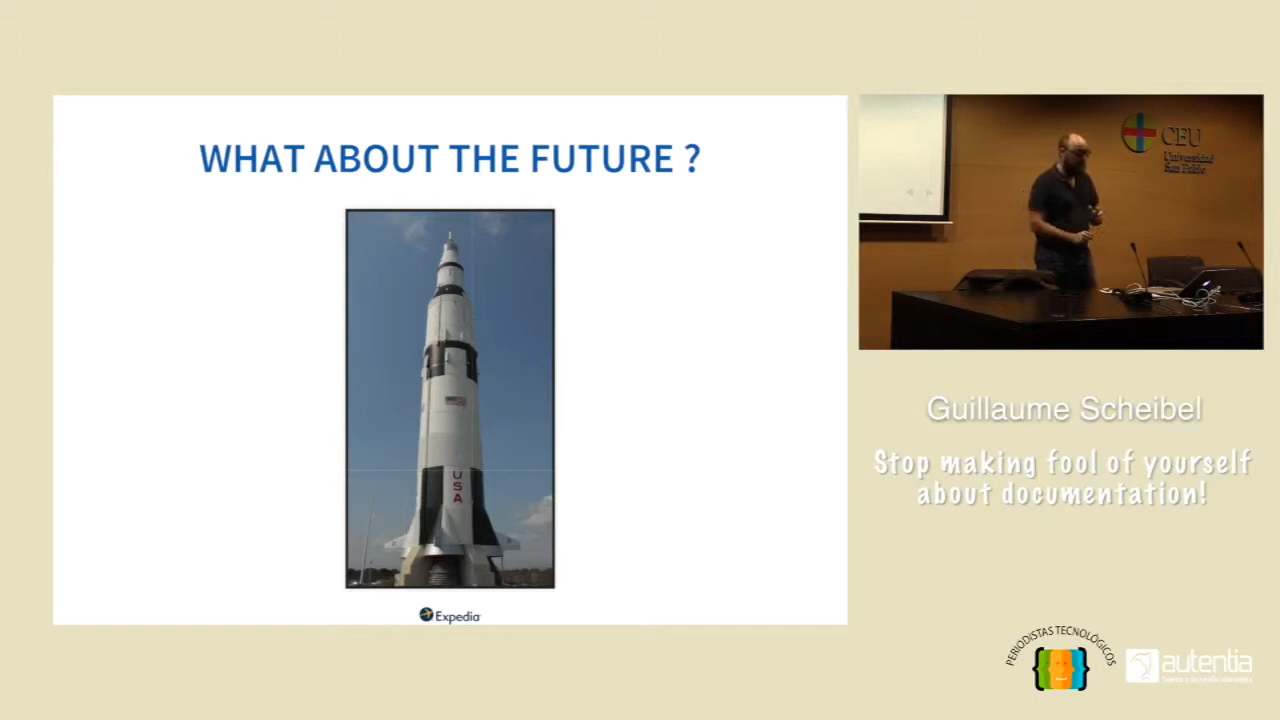 WHAT ABOUT THE FUTURE ?
USA
Expedia
CEU
Universidad
San Pablo
Guillaume Scheibel
Stop making fool of yourself
about documentation!
PERIODISTAS TECNOLÓGICOS
autentia